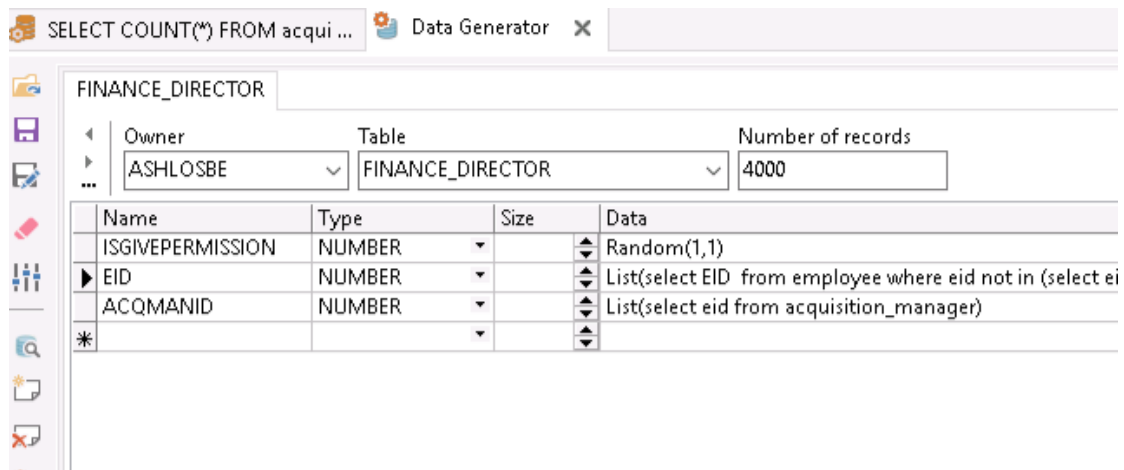 SELECT COUNT(*) FROM acqui ... Data Generator
FINANCE_DIRECTOR
Owner Table Number of records
ASHLOSBE FINANCE_DIRECTOR 4000
Name Type Size Data
ISGIVEPERMISSION NUMBER Random(1,1)
EID NUMBER List(select EID from employee where eid not in (select ei
ACQMANID NUMBER List(select eid from acquisition_manager)